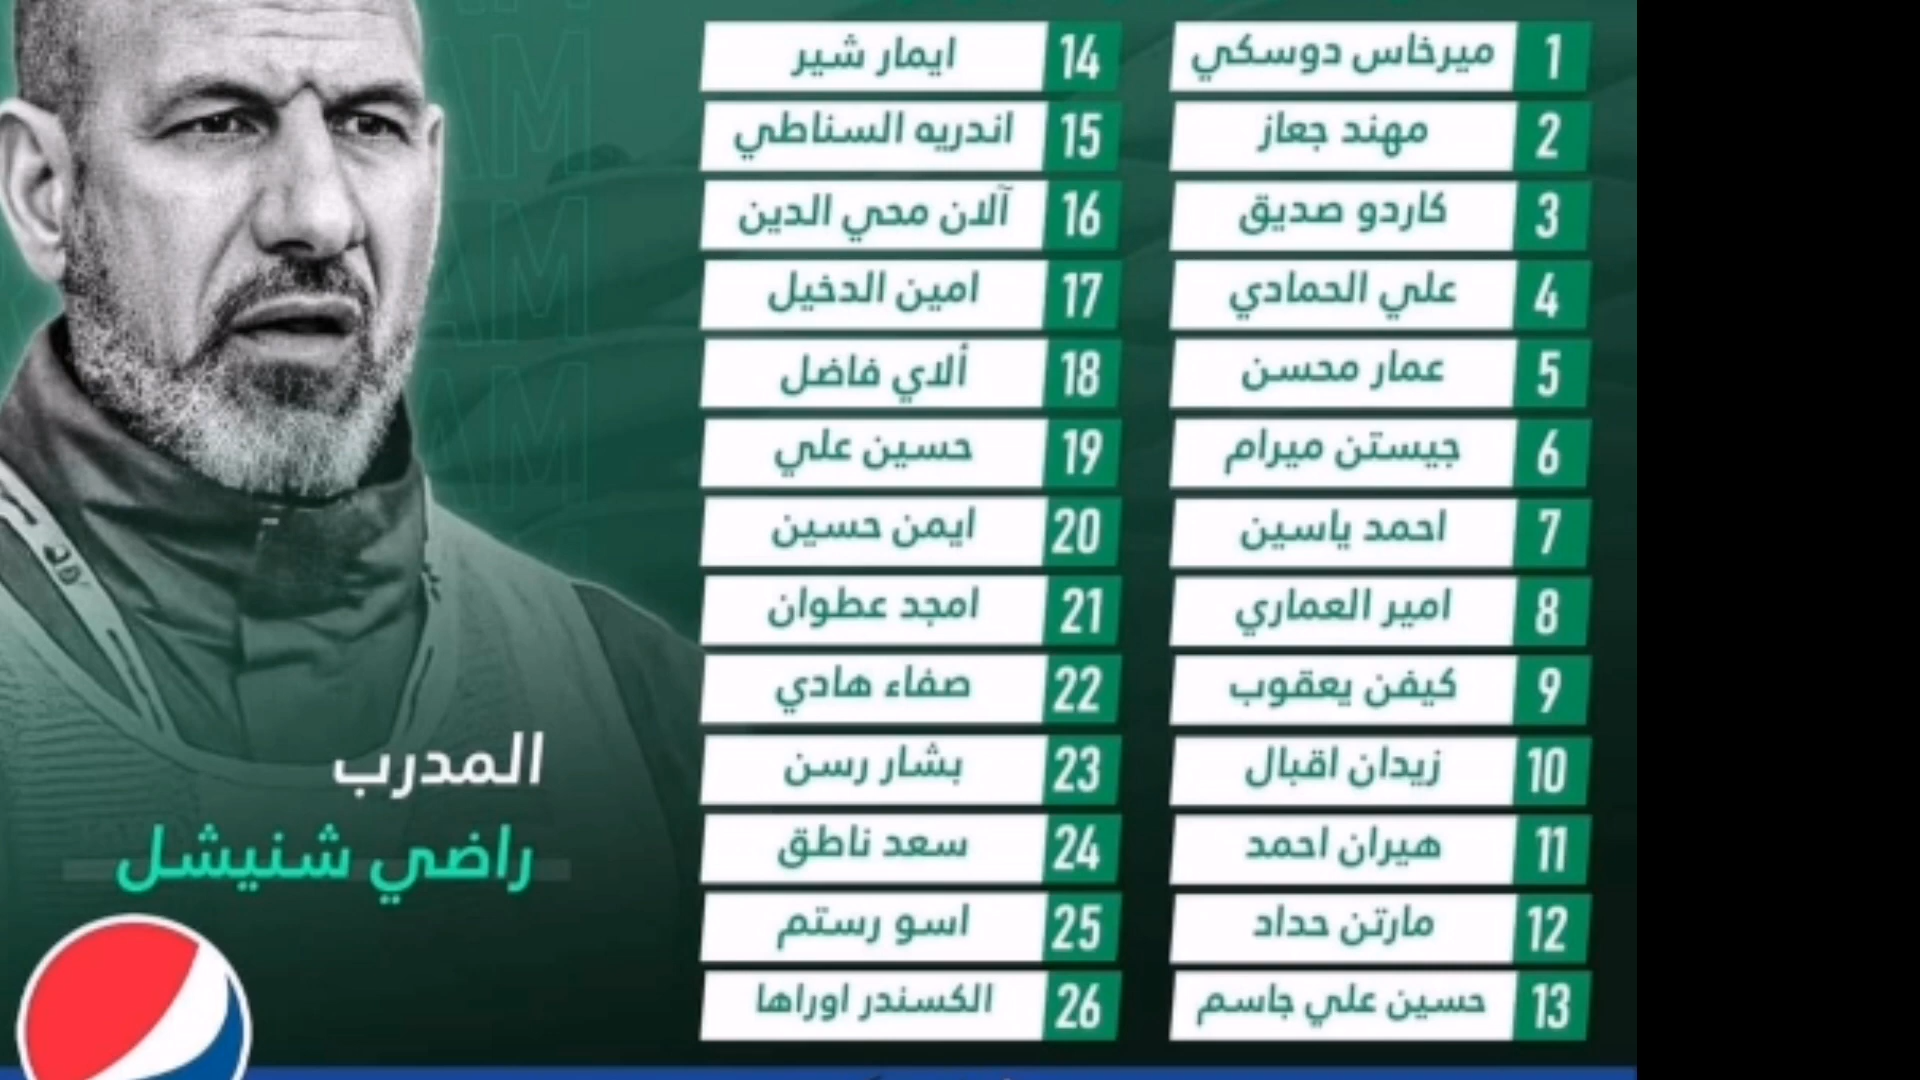 1 ميرخاس دوسكي
2 مهند جعاز
3 كاردو صديق
4 علي الحمادي
5 عمار محسن
6 جيستن ميرام
7 احمد ياسين
8 امير العماري
9 كيفن يعقوب
10 زيدان اقبال
11 هيران احمد
12 مارتن حداد
13 حسين علي جاسم
14 ايمار شير
15 اندريه السناطي
16 آلان محي الدين
17 امين الدخيل
18 ألاي فاضل
19 حسين علي
20 ايمن حسين
21 امجد عطوان
22 صفاء هادي
23 بشار رسن
24 سعد ناطق
25 اسو رستم
26 الكسندر اوراها
المدرب
راضي شنيشل